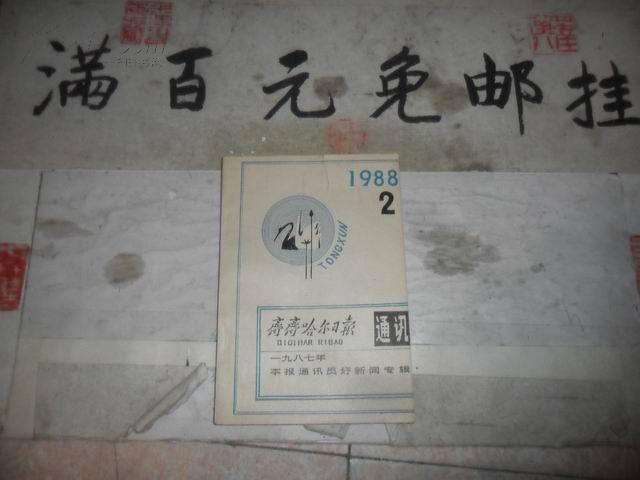 满百元免邮挂
1988
2
TONGXUN
齐齐哈尔日报
QIQIHAR RIBAO
通讯
一九八七年
本报通讯员好新闻专辑